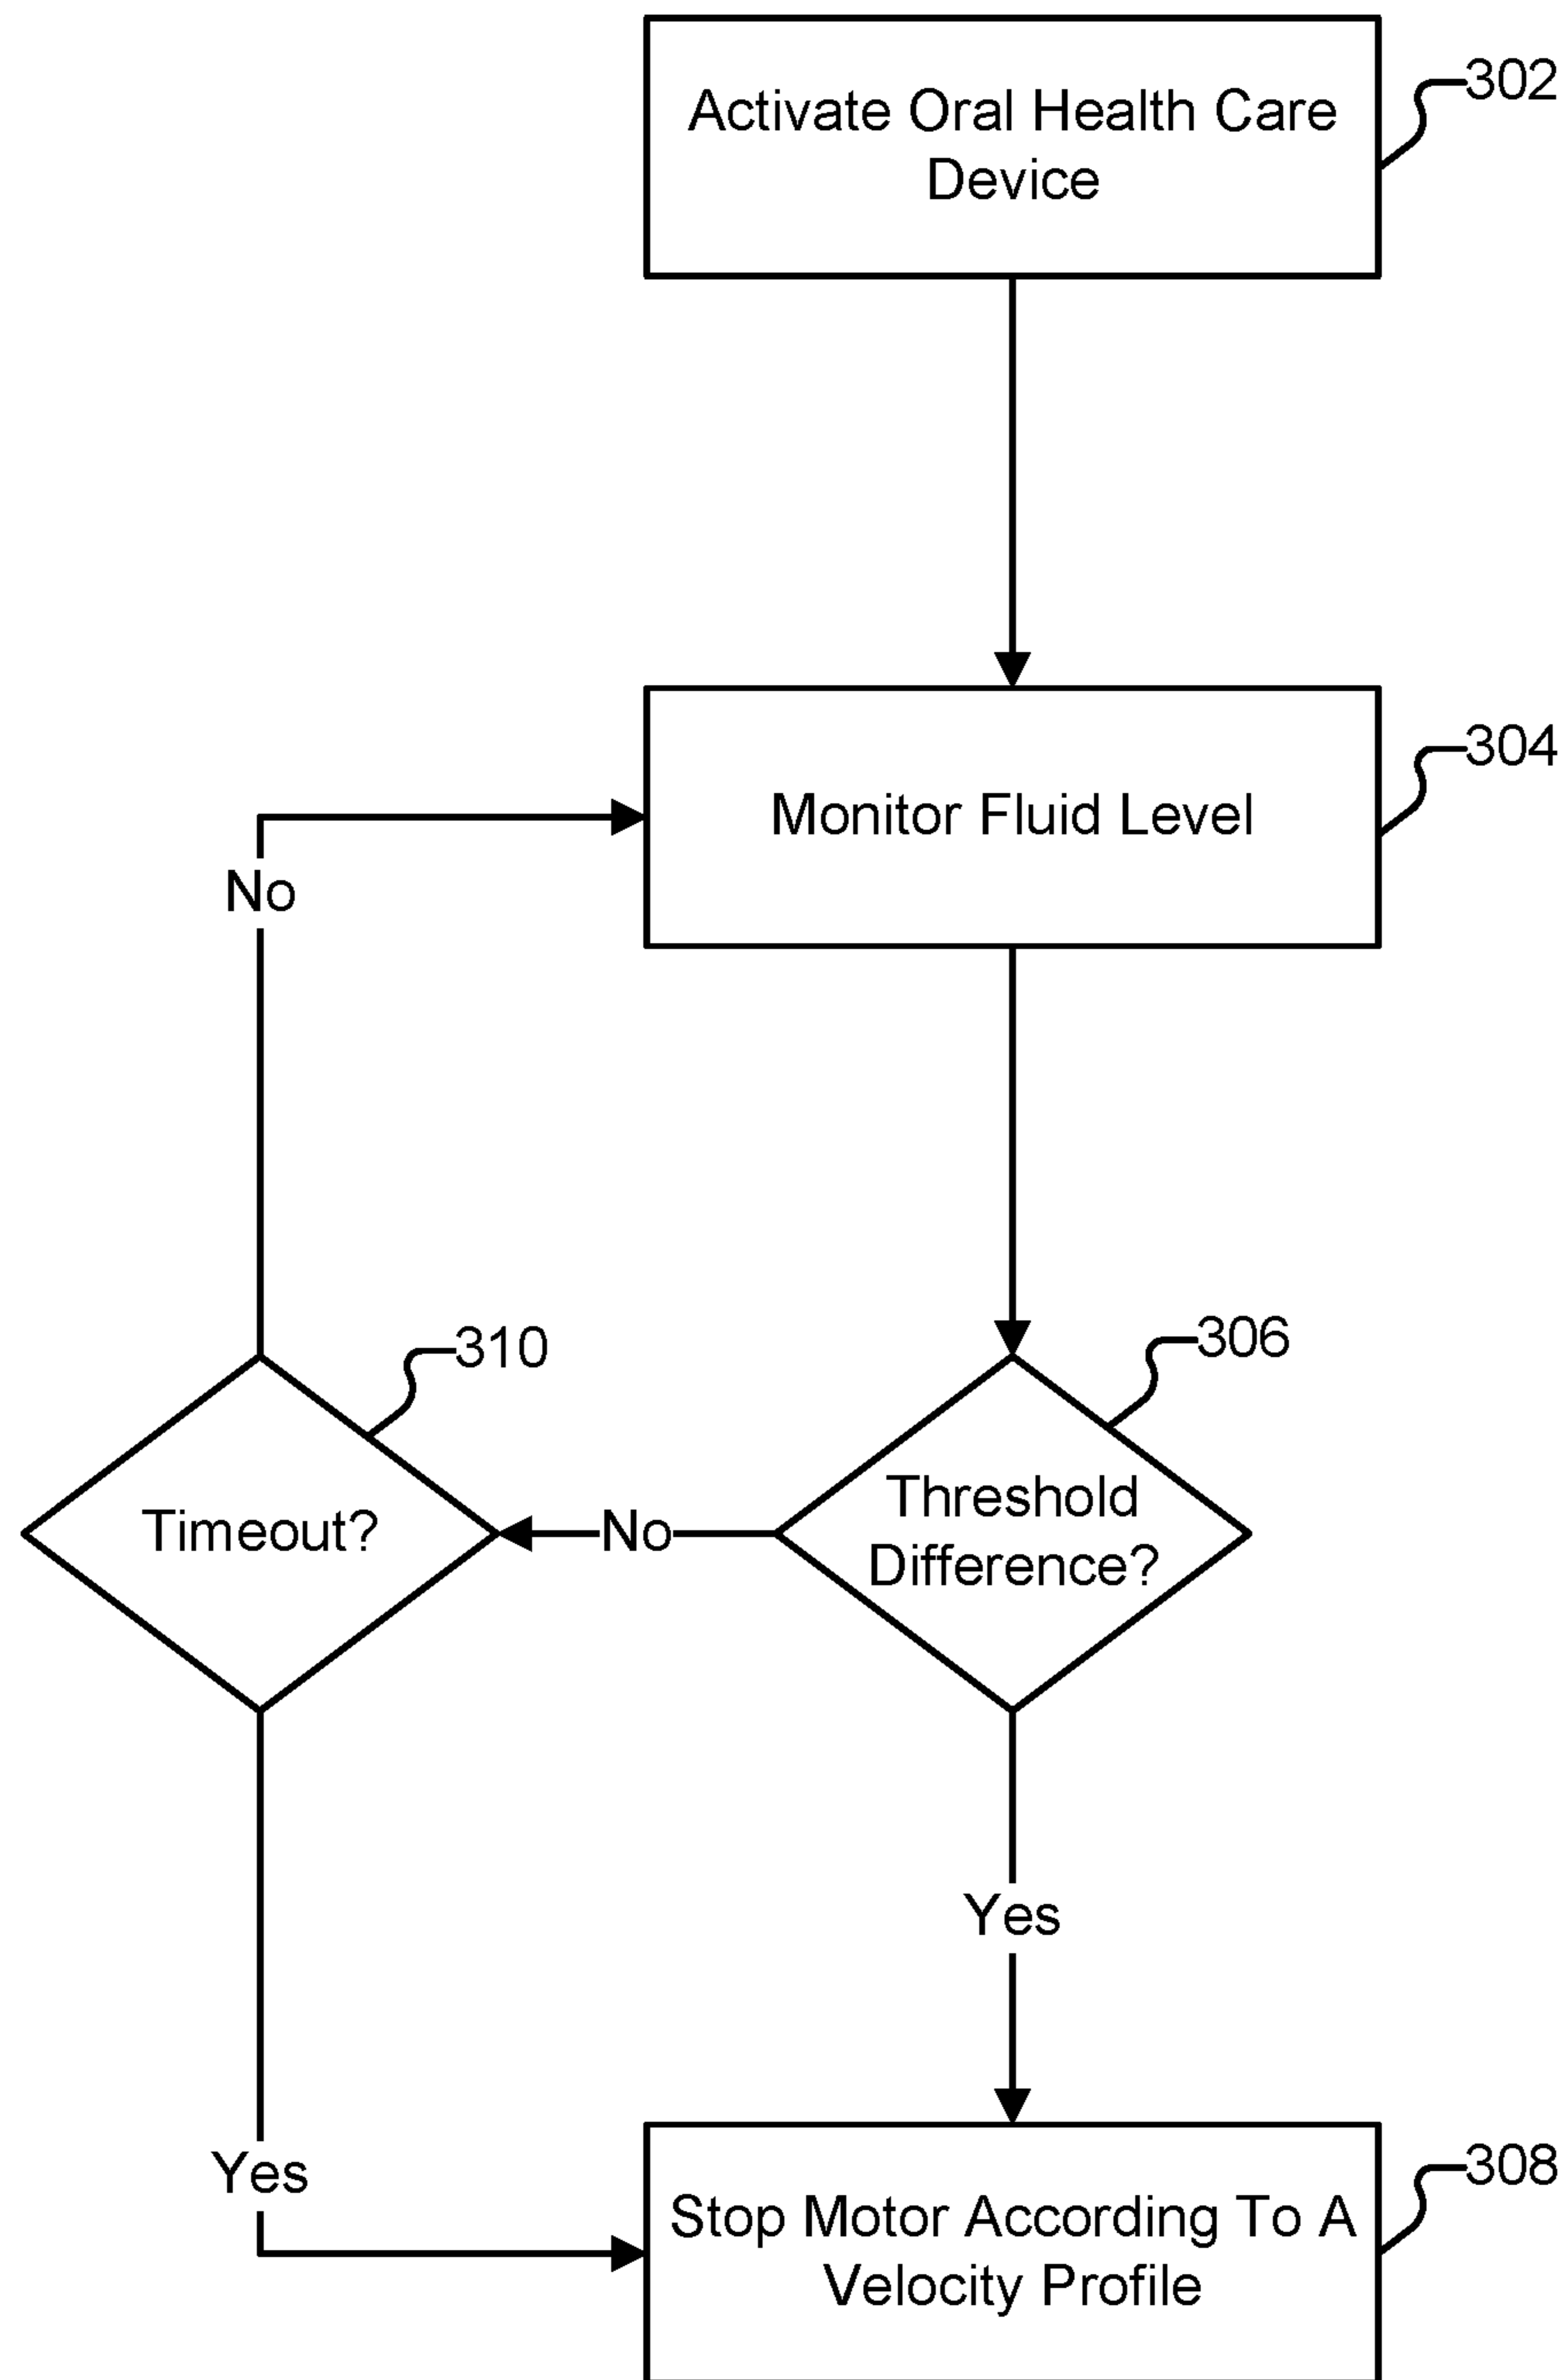 Activate Oral Health Care
Device
302
Monitor Fluid Level
304
No
310
306
Timeout?
No
Threshold
Difference?
Yes
Yes
Stop Motor According To A
Velocity Profile
308